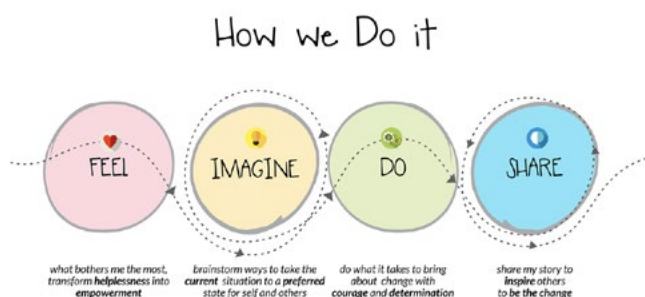 How we Do it
FEEL
IMAGINE
DO
SHARE
what bothers me the most,
transform helplessness into
empowerment
brainstorm ways to take the
current situation to a preferred
state for self and others
do what it takes to bring
about change with
courage and determination
share my story to
inspire others
to be the change